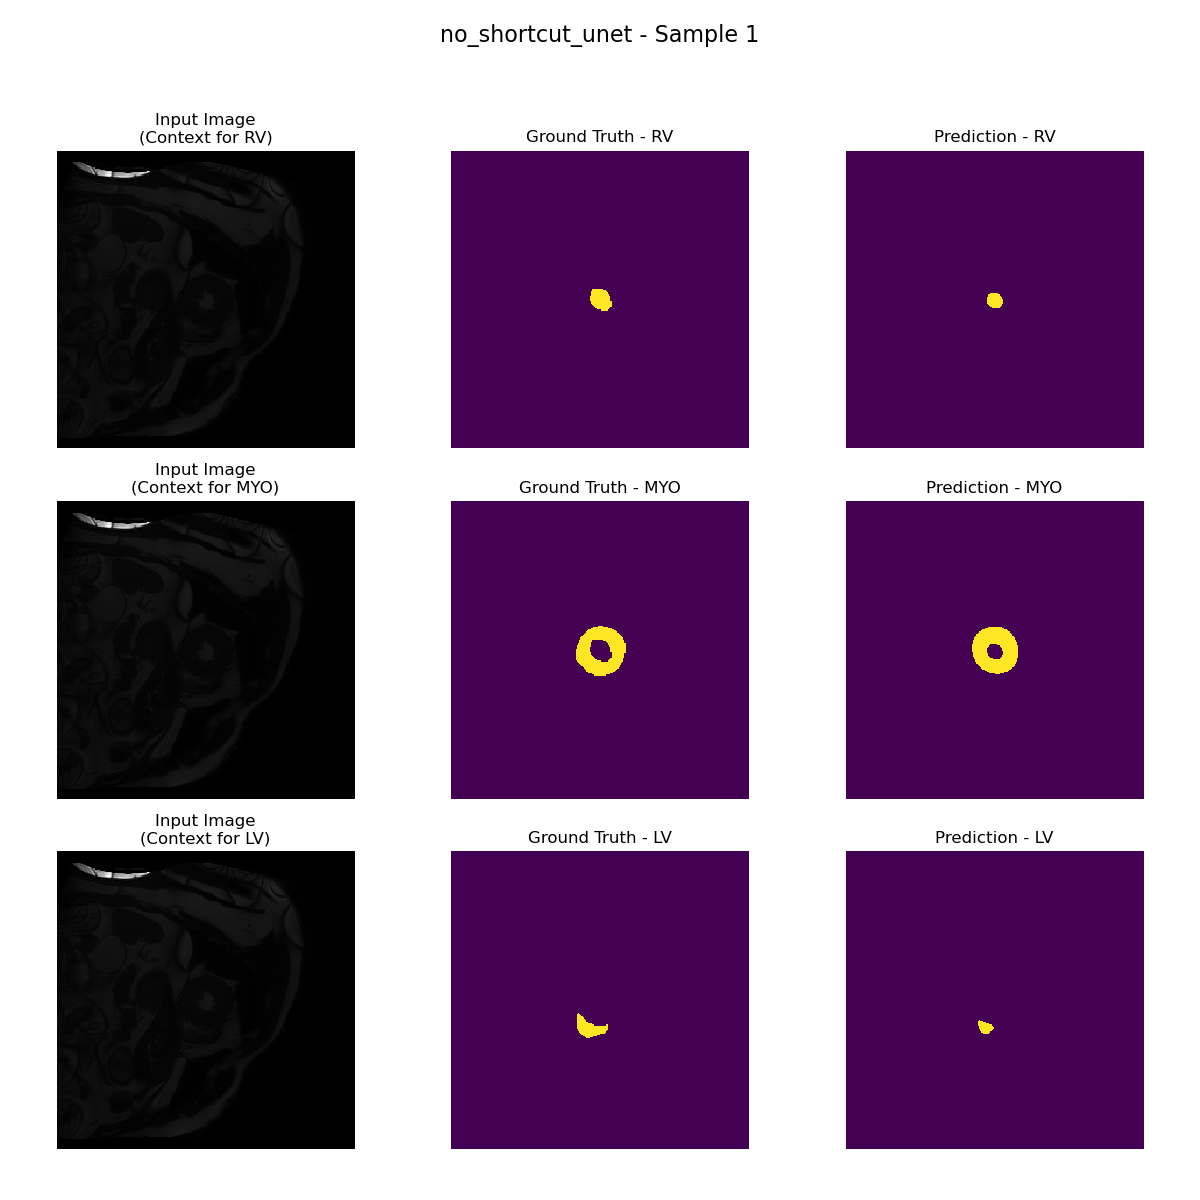 no_shortcut_unet - Sample 1
Input Image
(Context for RV)
Ground Truth - RV
Prediction - RV
Input Image
(Context for MYO)
Ground Truth - MYO
Prediction - MYO
Input Image
(Context for LV)
Ground Truth - LV
Prediction - LV